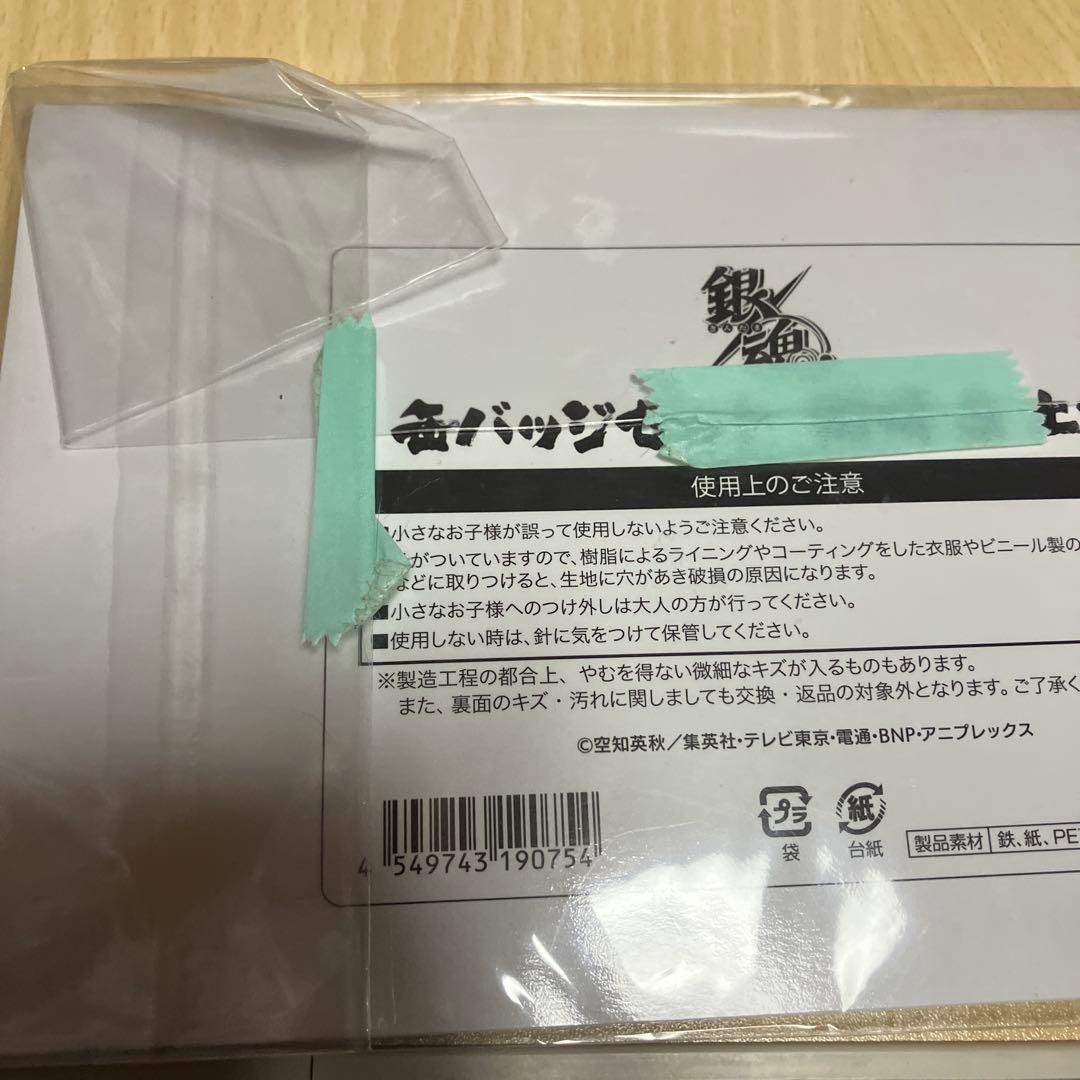 銀魂
ぎんたま
缶バッジセ
使用上のご注意
■小さなお子様が誤って使用しないようご注意ください。
がついていますので、樹脂によるライニングやコーティングをした衣服やビニール製の
などに取りつけると、生地に穴があき破損の原因になります。
■小さなお子様へのつけ外しは大人の方が行ってください。
■使用しない時は、針に気をつけて保管してください。
※製造工程の都合上、やむを得ない微細なキズが入るものもあります。
また、裏面のキズ・汚れに関しましても交換・返品の対象外となります。ご了承く
©空知英秋/集英社・テレビ東京・電通・BNP・アニプレックス
4 549743 190754
プラ
袋
紙
台紙
製品素材 鉄、紙、PE